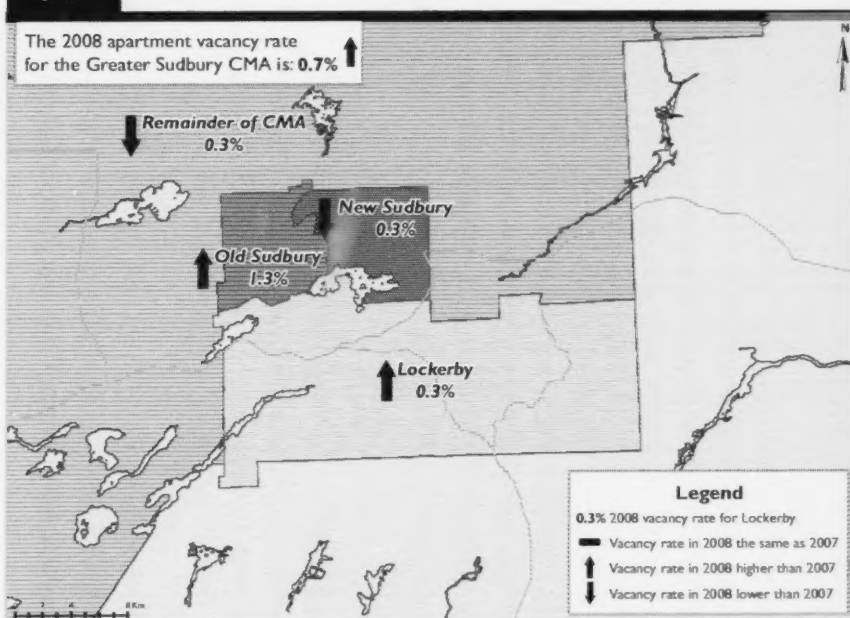 The 2008 apartment vacancy rate
for the Greater Sudbury CMA is: 0.7%
N
Remainder of CMA
0.3%
New Sudbury
0.3%
Old Sudbury
1.3%
Lockerby
0.3%
Legend
0.3% 2008 vacancy rate for Lockerby
Vacancy rate in 2008 the same as 2007
Vacancy rate in 2008 higher than 2007
Vacancy rate in 2008 lower than 2007
8 Km